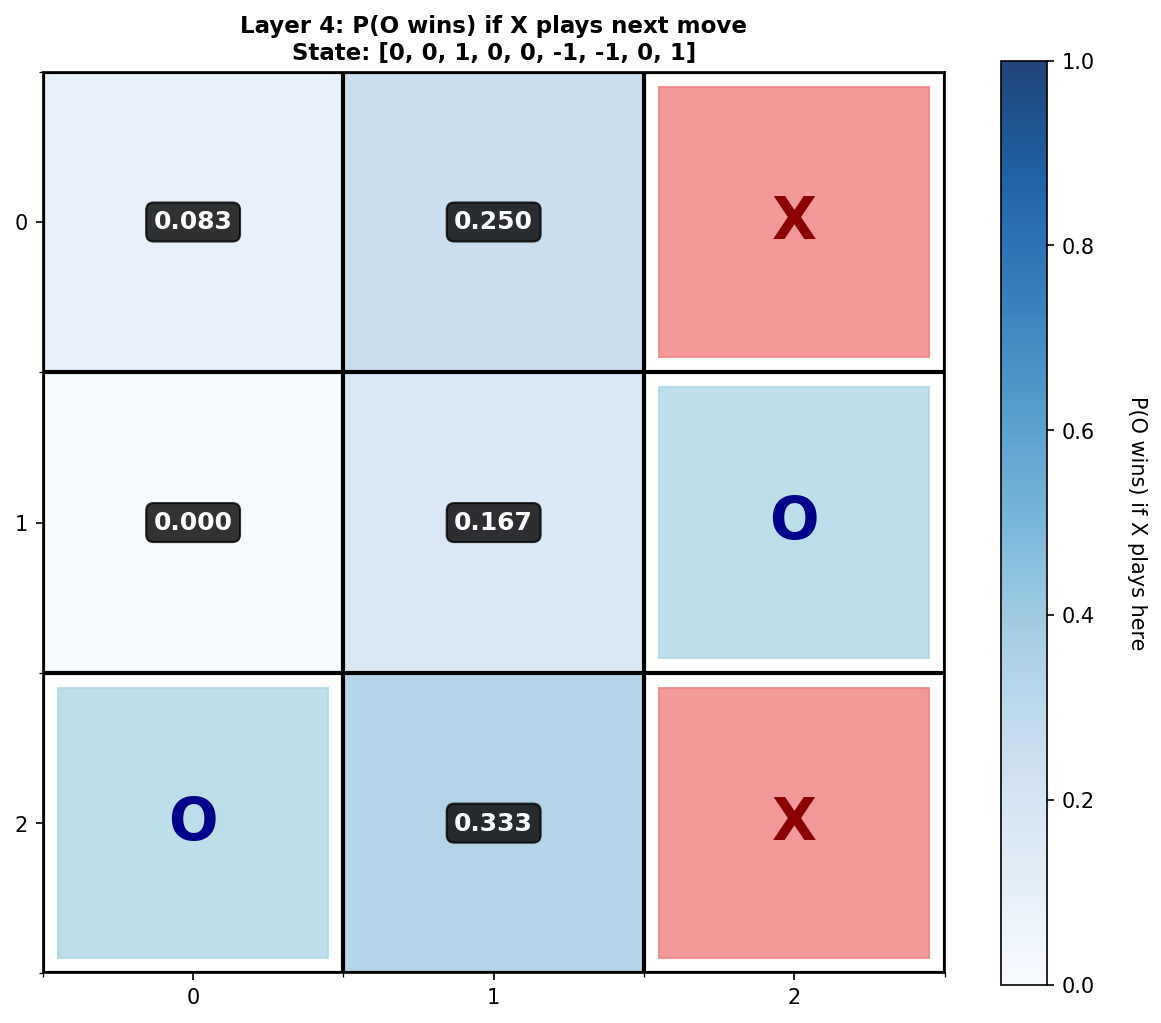 Layer 4: P(O wins) if X plays next move
State: [0, 0, 1, 0, 0, -1, -1, 0, 1]
0
0.083
0.250
X
1
0.000
0.167
O
2
O
0.333
X
0
1
2
1.0
0.8
0.6
0.4
0.2
0.0
P(O wins) if X plays here